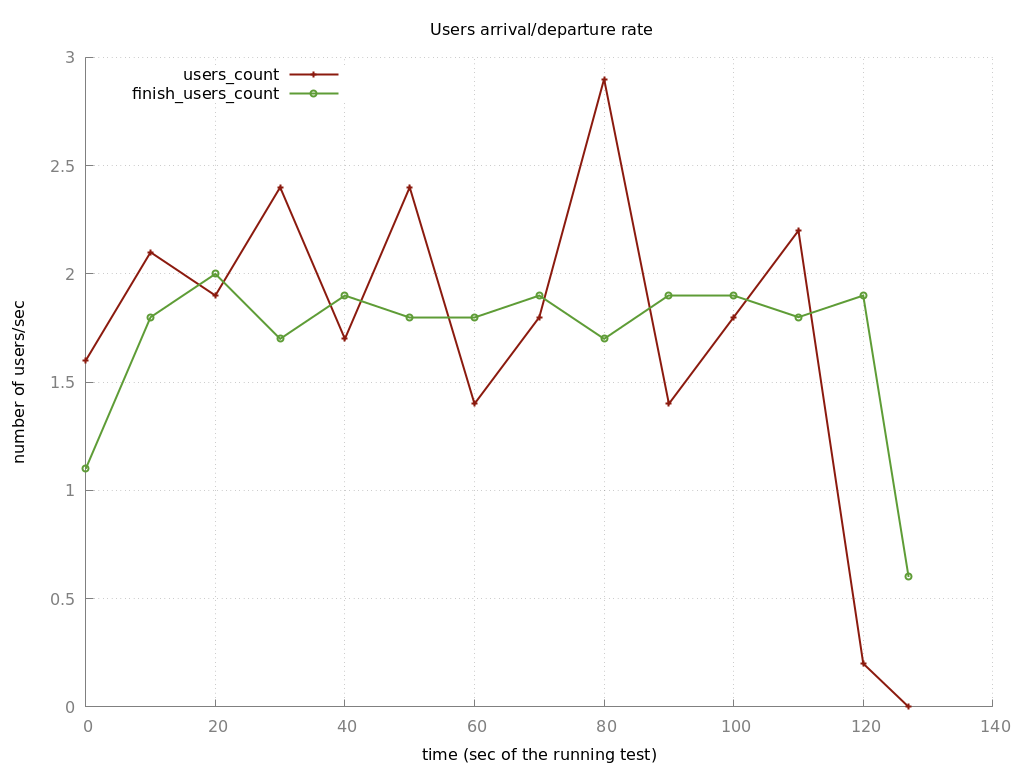 Users arrival/departure rate
3
users_count
finish_users_count
2.5
2
number of users/sec
1.5
1
0.5
0
0 20 40 60 80 100 120 140
time (sec of the running test)